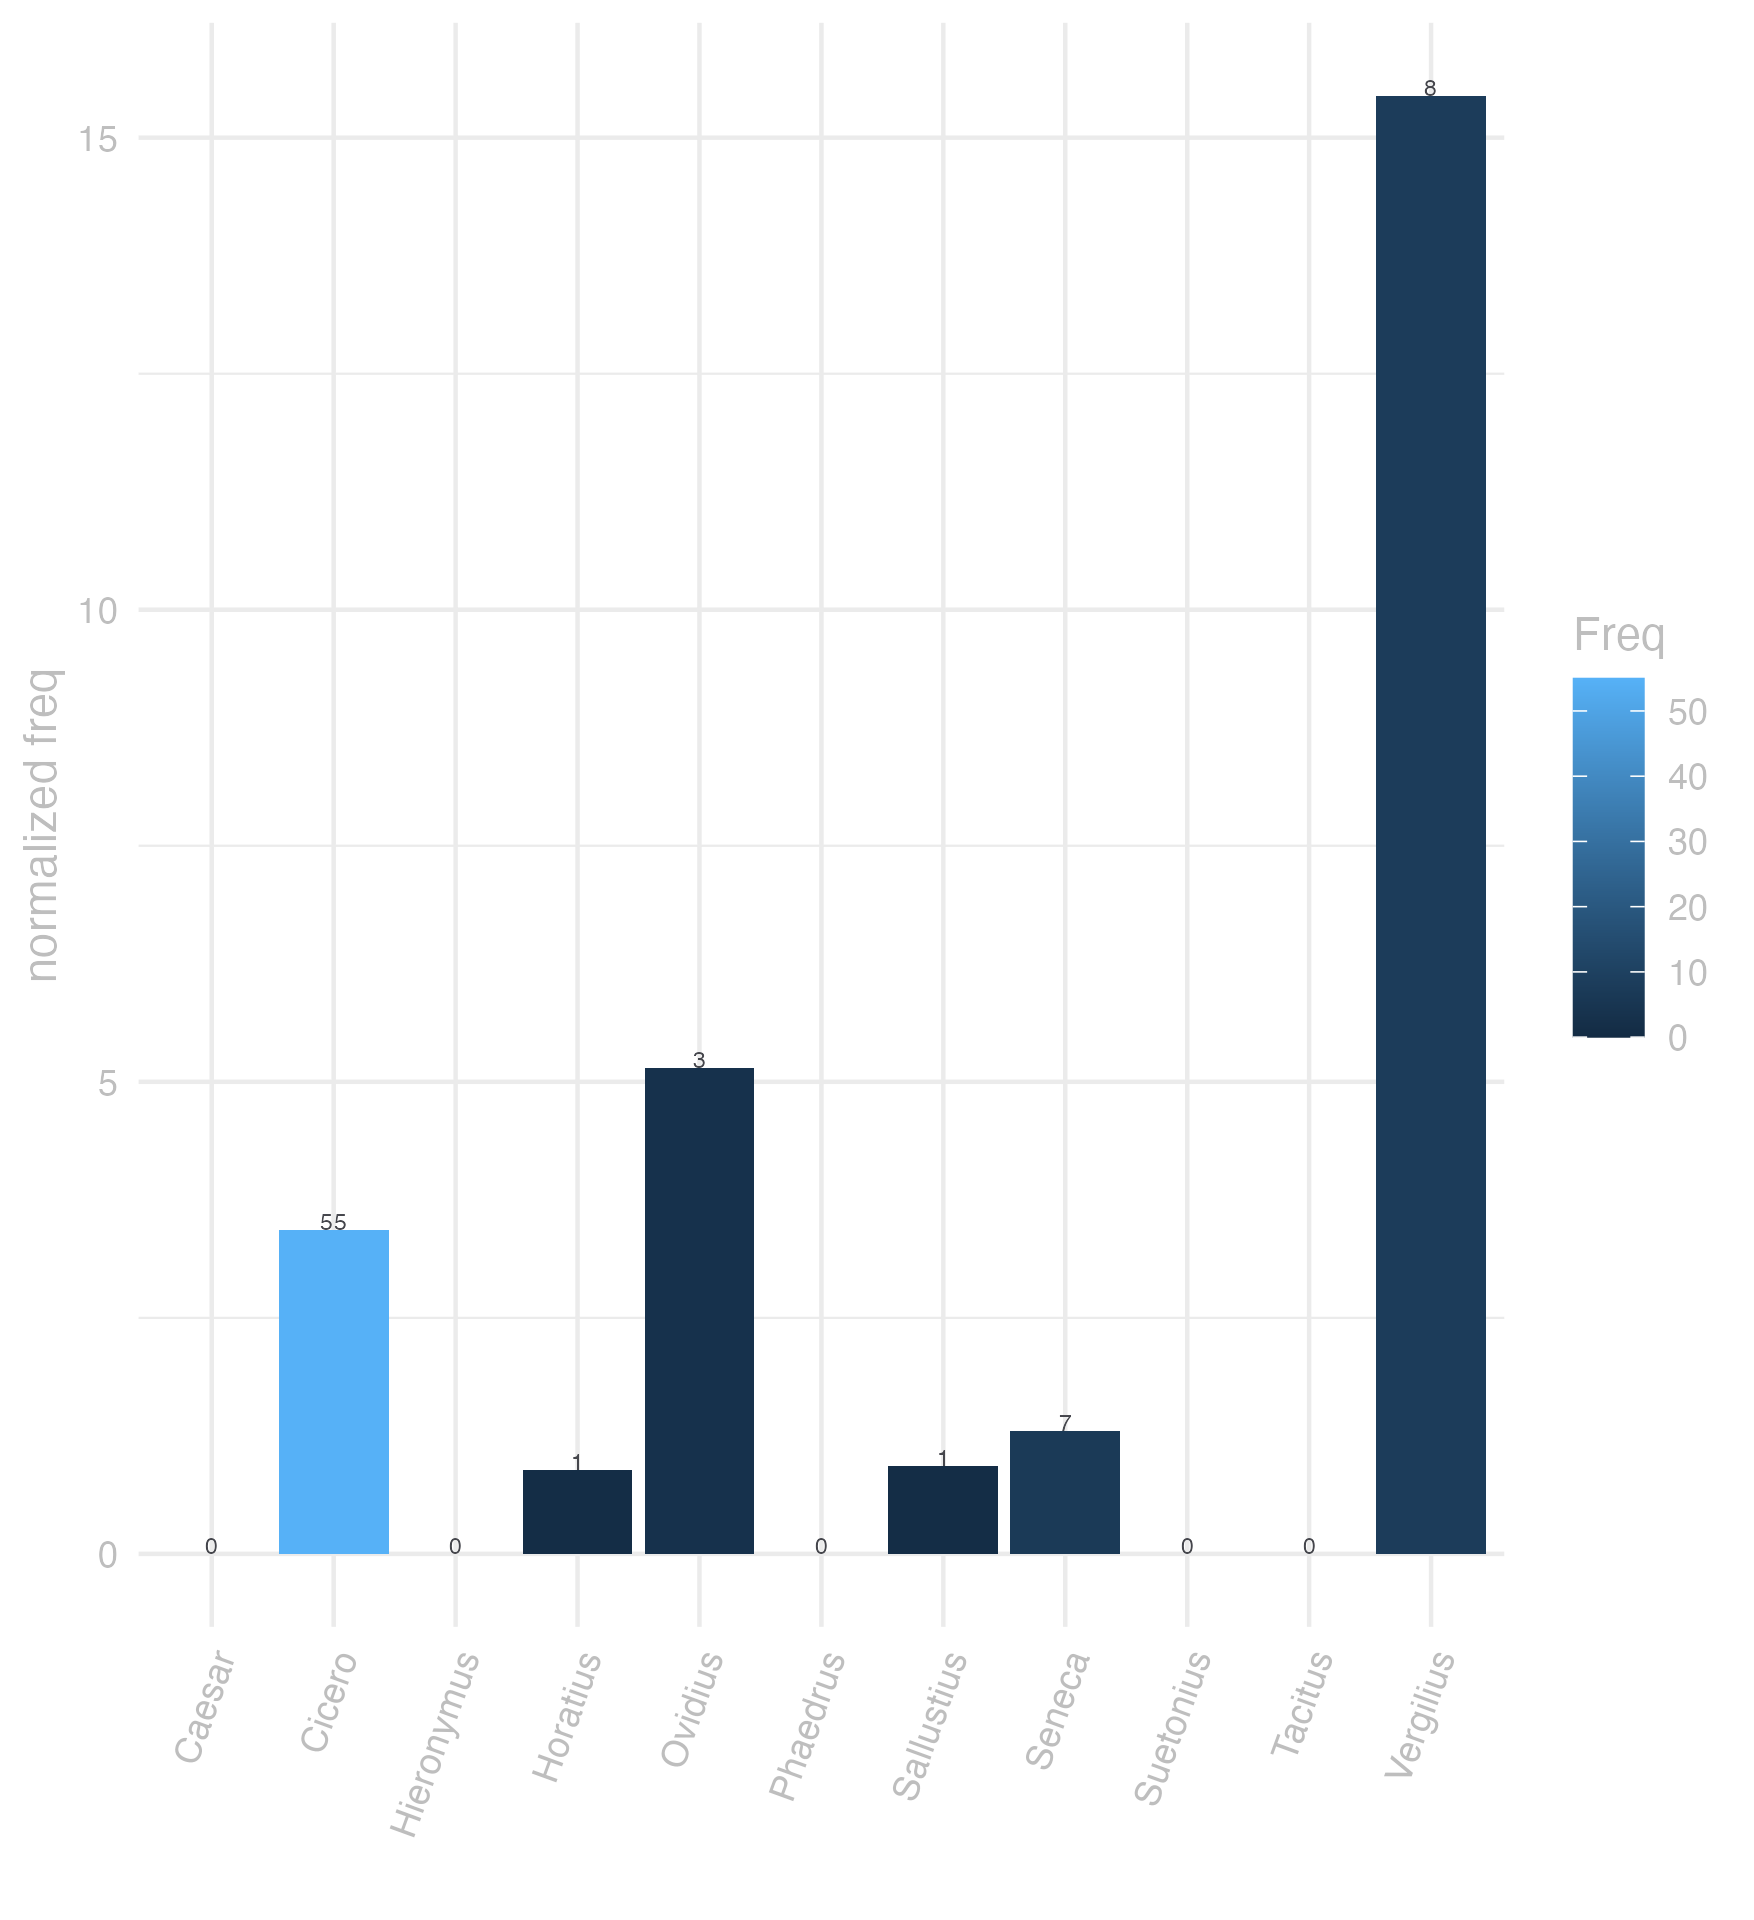 normalized freq
15
10
5
0
0
55
0
1
3
0
1
7
0
0
8
Caesar
Cicero
Hieronymus
Horatius
Ovidius
Phaedrus
Sallustius
Seneca
Suetonius
Tacitus
Vergilius
Freq
50
40
30
20
10
0